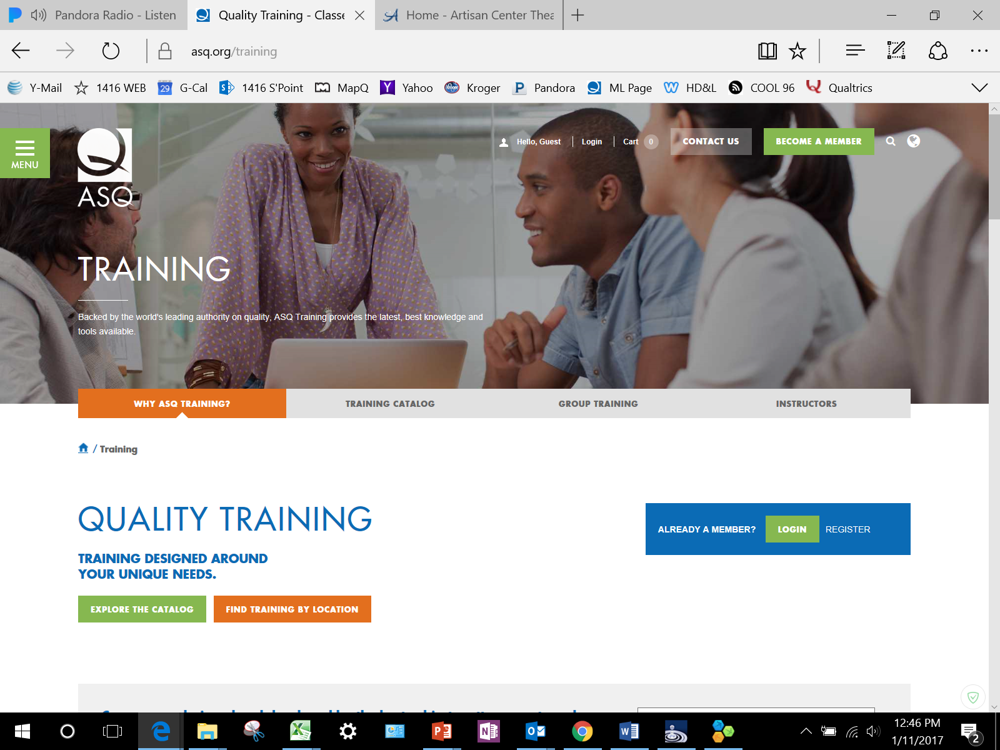 Pandora Radio - Listen
Quality Training - Classe
Home - Artisan Center Thea
asq.org/training
Y-Mail
1416 WEB
29
G-Cal
1416 S'Point
MapQ
Yahoo
Kroger
Pandora
ML Page
HD&L
COOL 96
Qualtrics
MENU
ASQ
Hello, Guest
Login
Cart 0
CONTACT US
BECOME A MEMBER
TRAINING
Backed by the world's leading authority on quality, ASQ Training provides the latest, best knowledge and
tools available.
WHY ASQ TRAINING?
TRAINING CATALOG
GROUP TRAINING
INSTRUCTORS
/ Training
QUALITY TRAINING
ALREADY A MEMBER?
LOGIN
REGISTER
TRAINING DESIGNED AROUND
YOUR UNIQUE NEEDS.
EXPLORE THE CATALOG
FIND TRAINING BY LOCATION
12:46 PM
1/11/2017
2